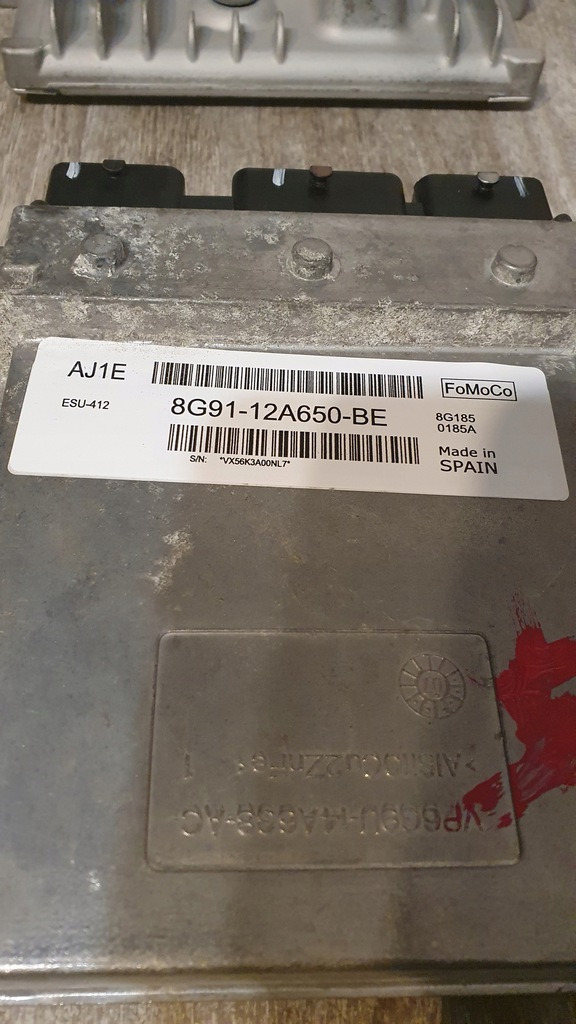 AJ1E
FoMoCo
ESU-412
8G91-12A650-BE
8G185
0185A
S/N: *VX56K3A00NL7*
Made in
SPAIN